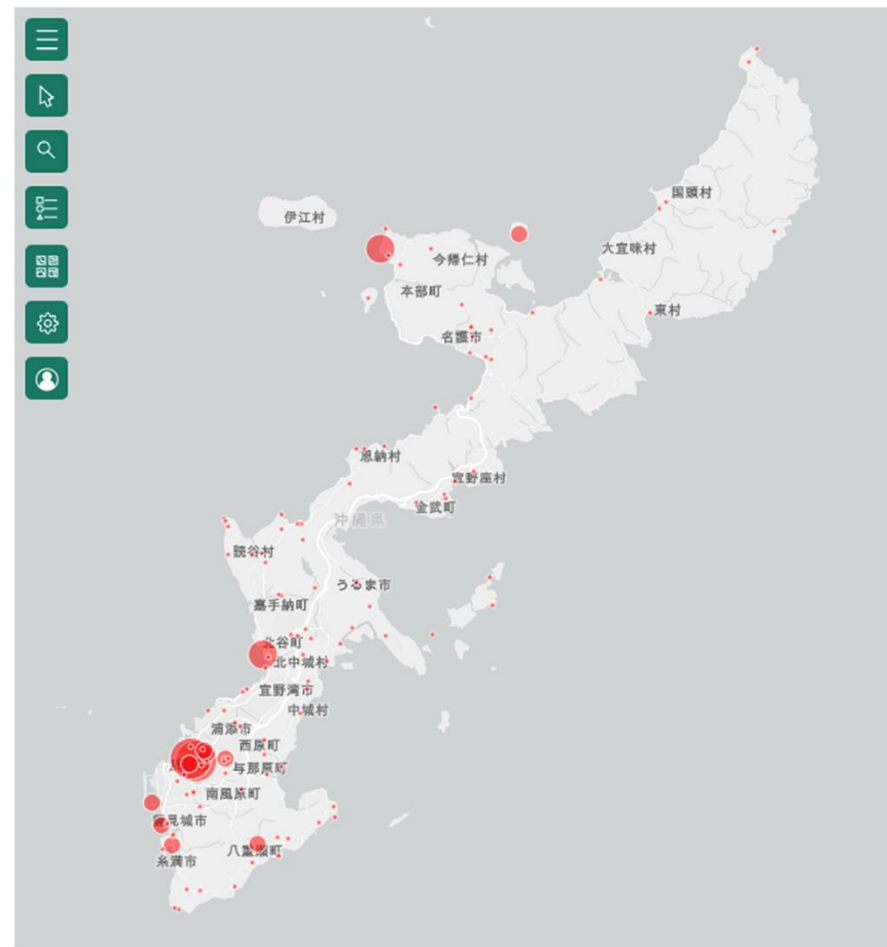 国頭村
伊江村
大宜味村
今帰仁村
本部町
東村
名護市
恩納村
宜野座村
金武町
沖縄県
読谷村
うるま市
嘉手納町
北谷町
北中城村
宜野湾市
中城村
浦添市
西原町
与那原町
南風原町
見城市
八重瀬町
糸満市